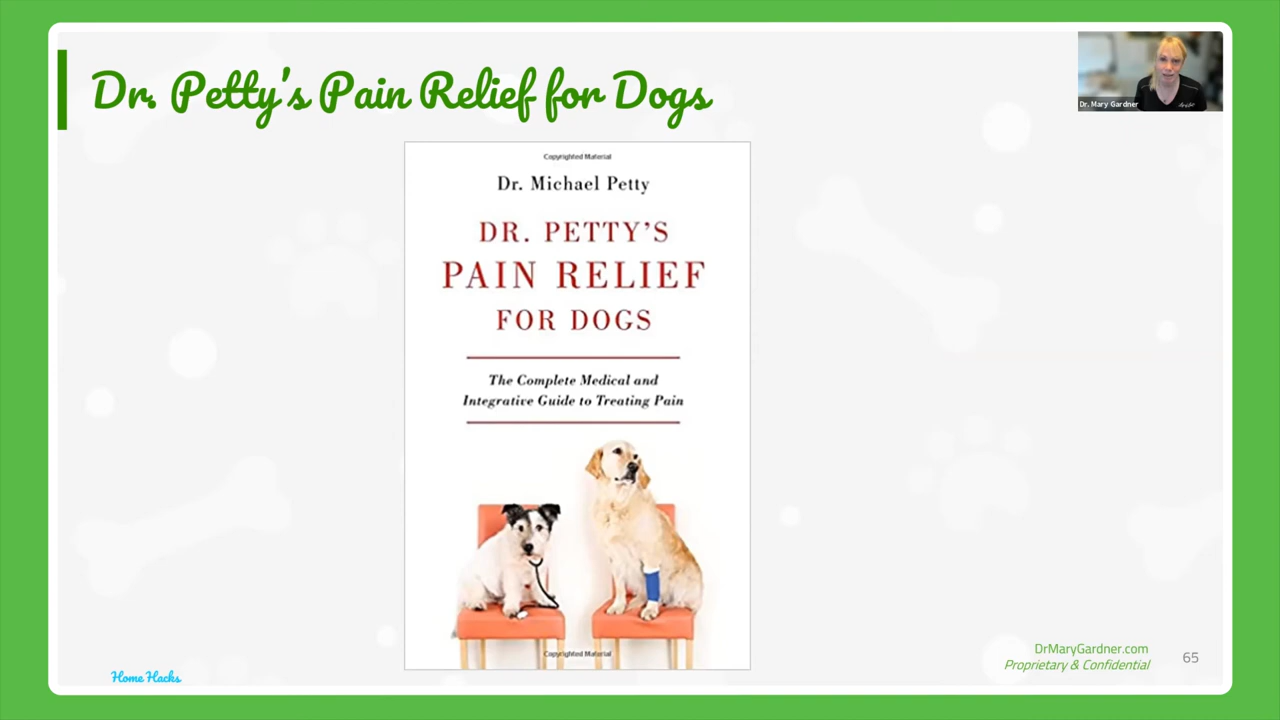 Dr. Petty's Pain Relief for Dogs
Dr. Mary Gardner
Copyrighted Material
Dr. Michael Petty
DR. PETTY'S
PAIN RELIEF
FOR DOGS
The Complete Medical and
Integrative Guide to Treating Pain
Copyrighted Material
Home Hacks
DrMaryGardner.com
Proprietary & Confidential
65